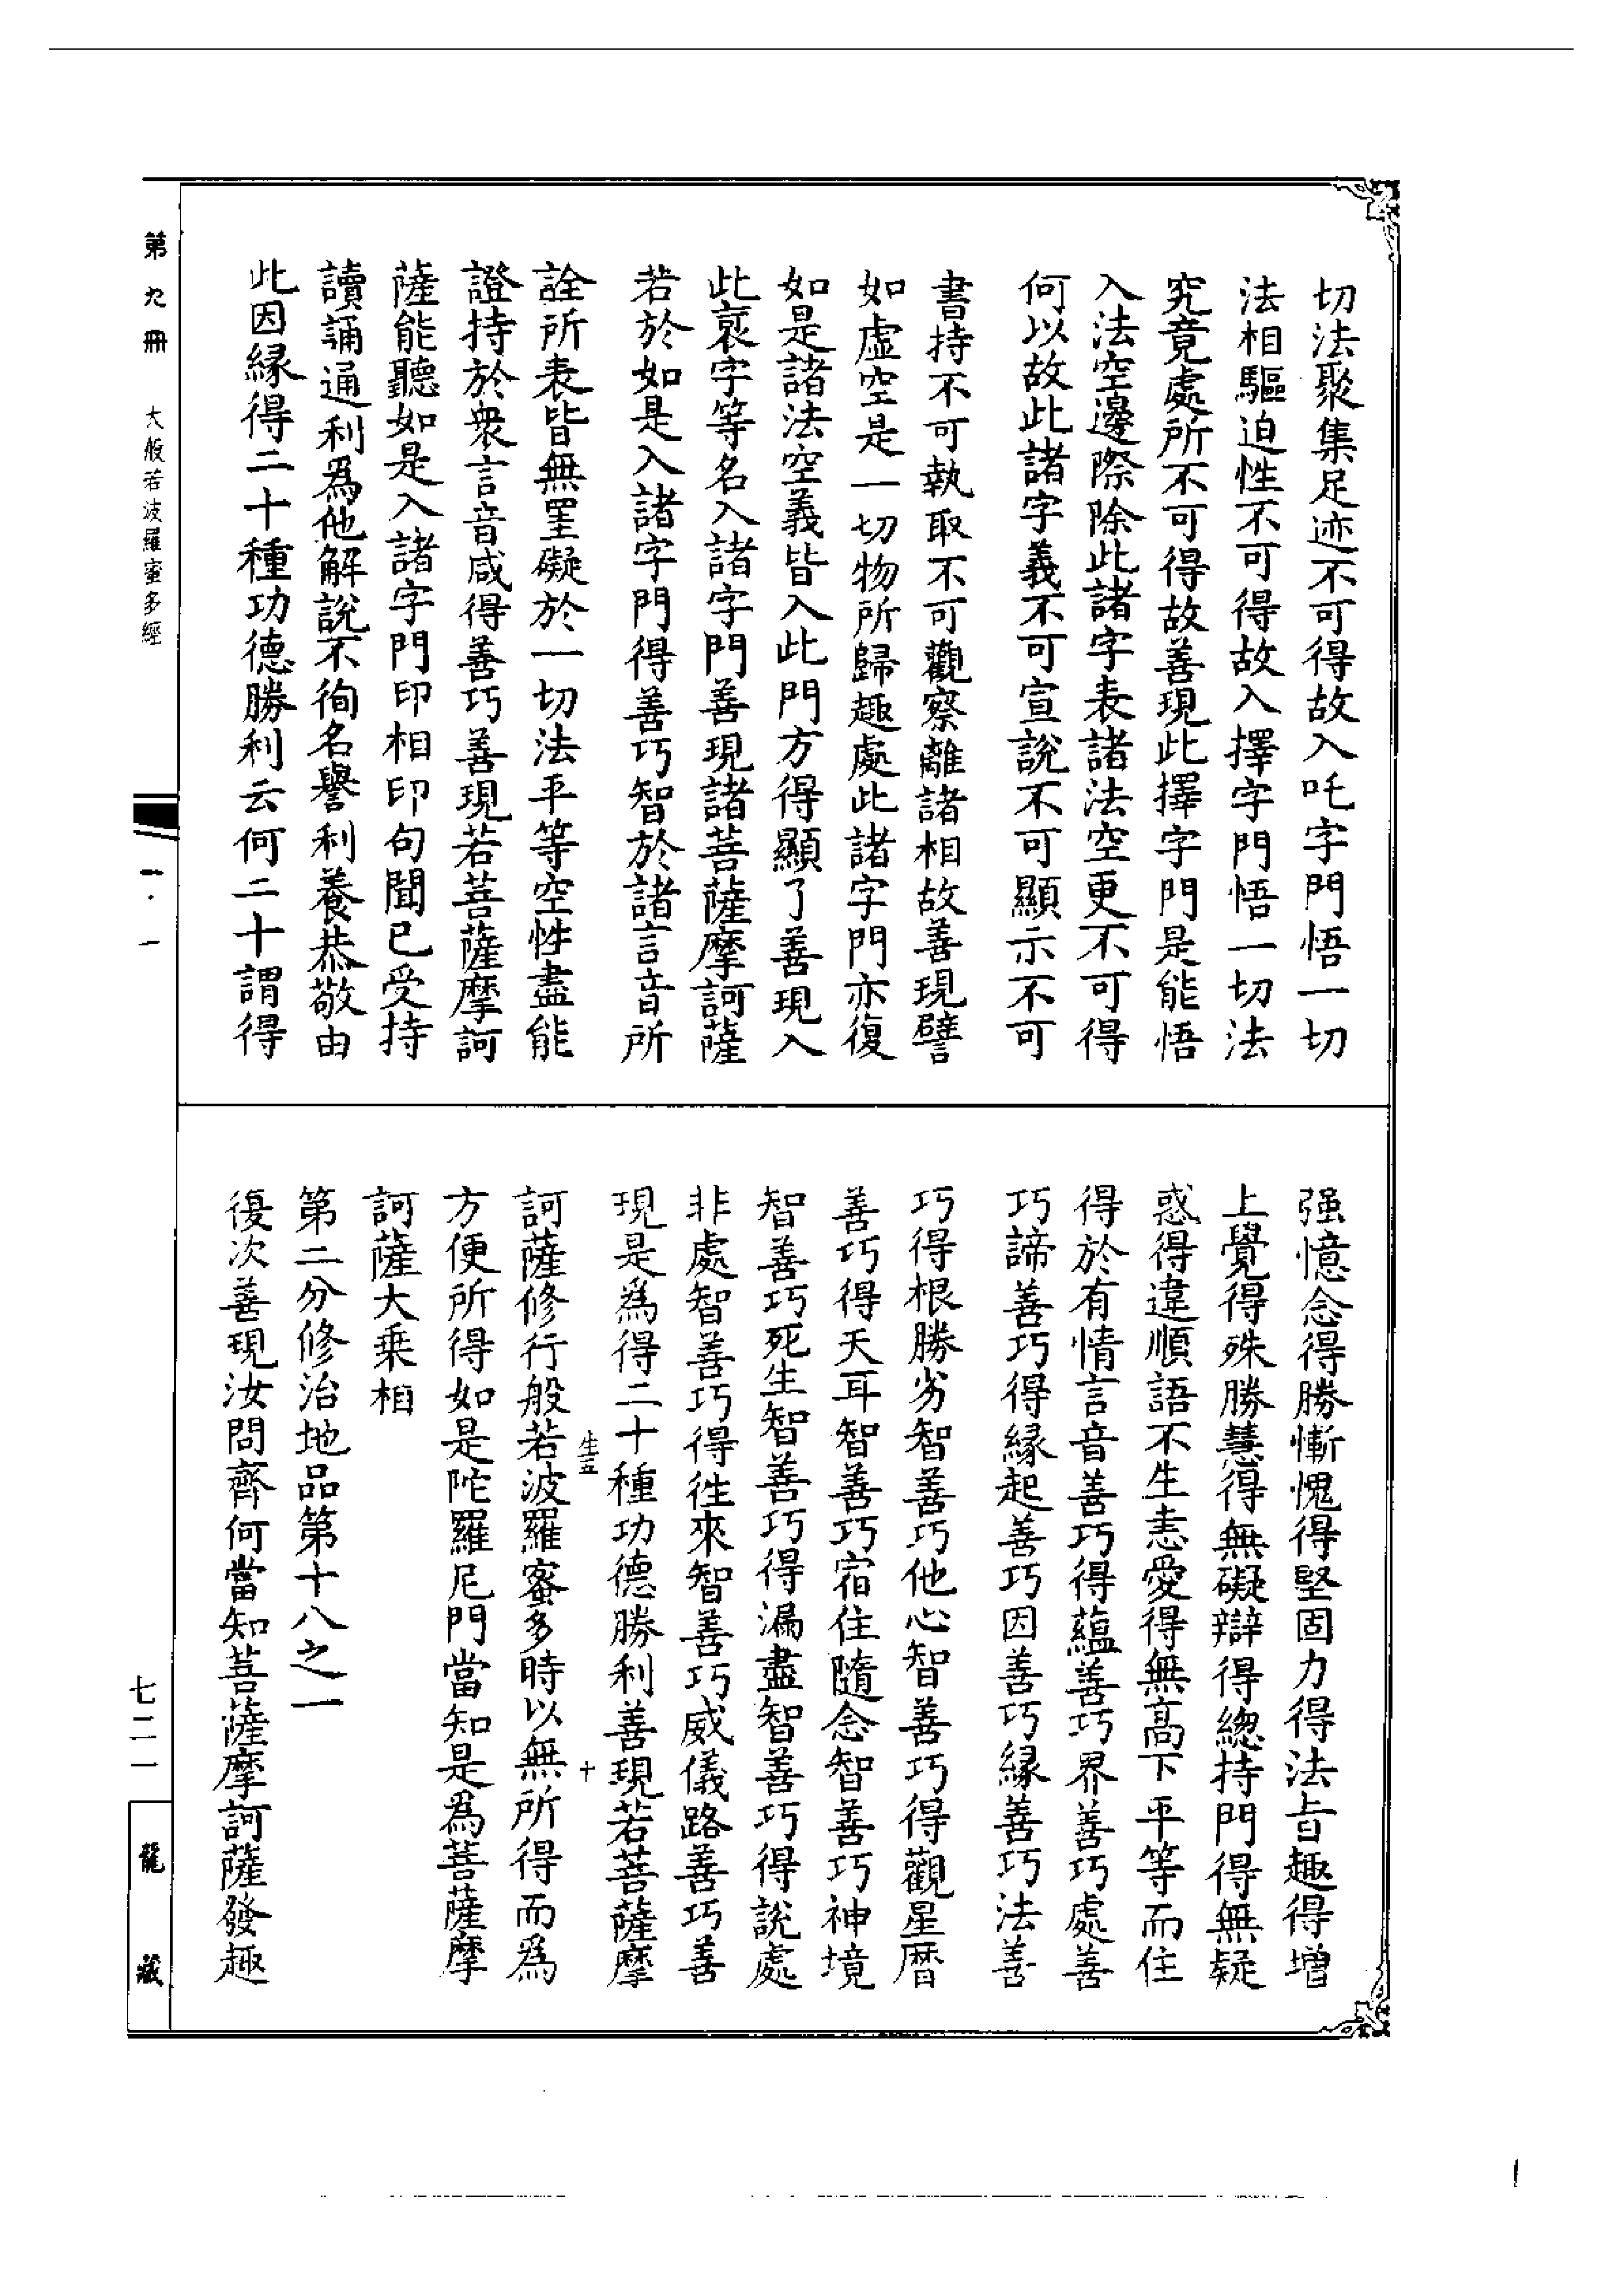 切法聚集足迹不可得故入吒字門悟一切
法相驅迫性不可得故入擇字門悟一切法
究竟處所不可得故善現此擇字門是能悟
入法空邊際除此諸字表諸法空更不可得
何以故此諸字義不可宣說不可顯示不可
書持不可執取不可觀察離諸相故善現譬
如虛空是一切物所歸趣處此諸字門亦復
如是諸法空義皆入此門方得顯了善現入
此裒字等名入諸字門善現諸菩薩摩訶薩
若於如是入諸字門得善巧智於諸言音所
詮所表皆無罣礙於一切法平等空性盡能
證持於衆言音咸得善巧善現若菩薩摩訶
薩能聽如是入諸字門印相印句聞已受持
讀誦通利爲他解說不徇名譽利養恭敬由
此因緣得二十種功德勝利云何二十謂得
强憶念得勝慚愧得堅固力得法旨趣得增
上覺得殊勝慧得無礙辯得總持門得無疑
惑得違順語不生恚愛得無高下平等而住
得於有情言音善巧得蘊善巧界善巧處善
巧諦善巧得緣起善巧因善巧緣善巧法善
巧得根勝劣智善巧他心智善巧得觀星曆
善巧得天耳智善巧宿住隨念智善巧神境
智善巧死生智善巧得漏盡智善巧得說處
非處智善巧得往來智善巧威儀路善巧善
現是爲得二十種功德勝利善現若菩薩摩
生五
十
訶薩修行般若波羅蜜多時以無所得而爲
方便所得如是陀羅尼門當知是爲菩薩摩
訶薩大乘相
第二分修治地品第十八之一
復次善現汝問齊何當知菩薩摩訶薩發趣
第九冊
大般若波羅蜜多經
一·一
七二一
龍藏